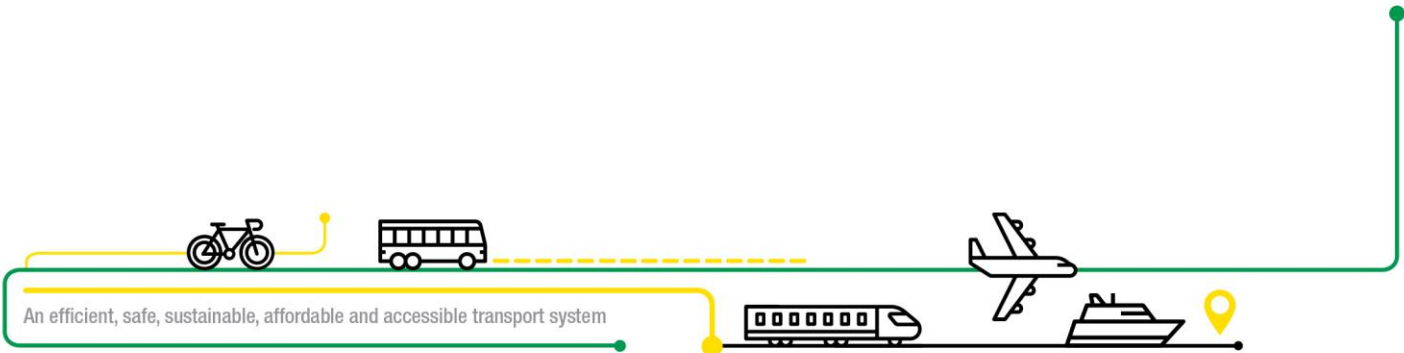 An efficient, safe, sustainable, affordable and accessible transport system